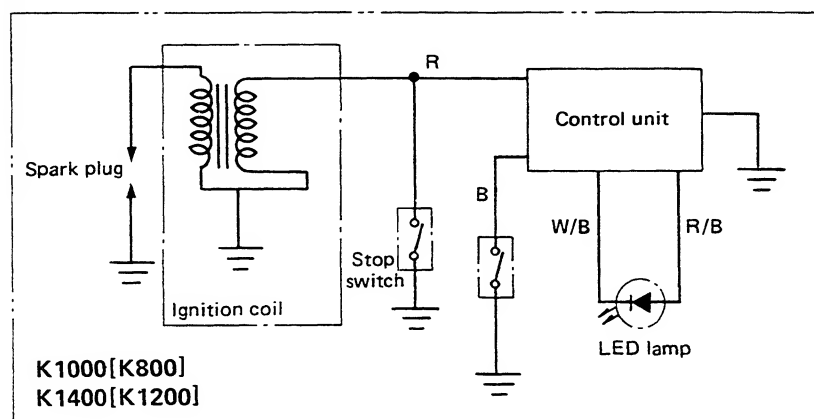 R
Control unit
Spark plug
B
W/B
R/B
Stop
switch
Ignition coil
LED lamp
K1000[K800]
K1400[K1200]